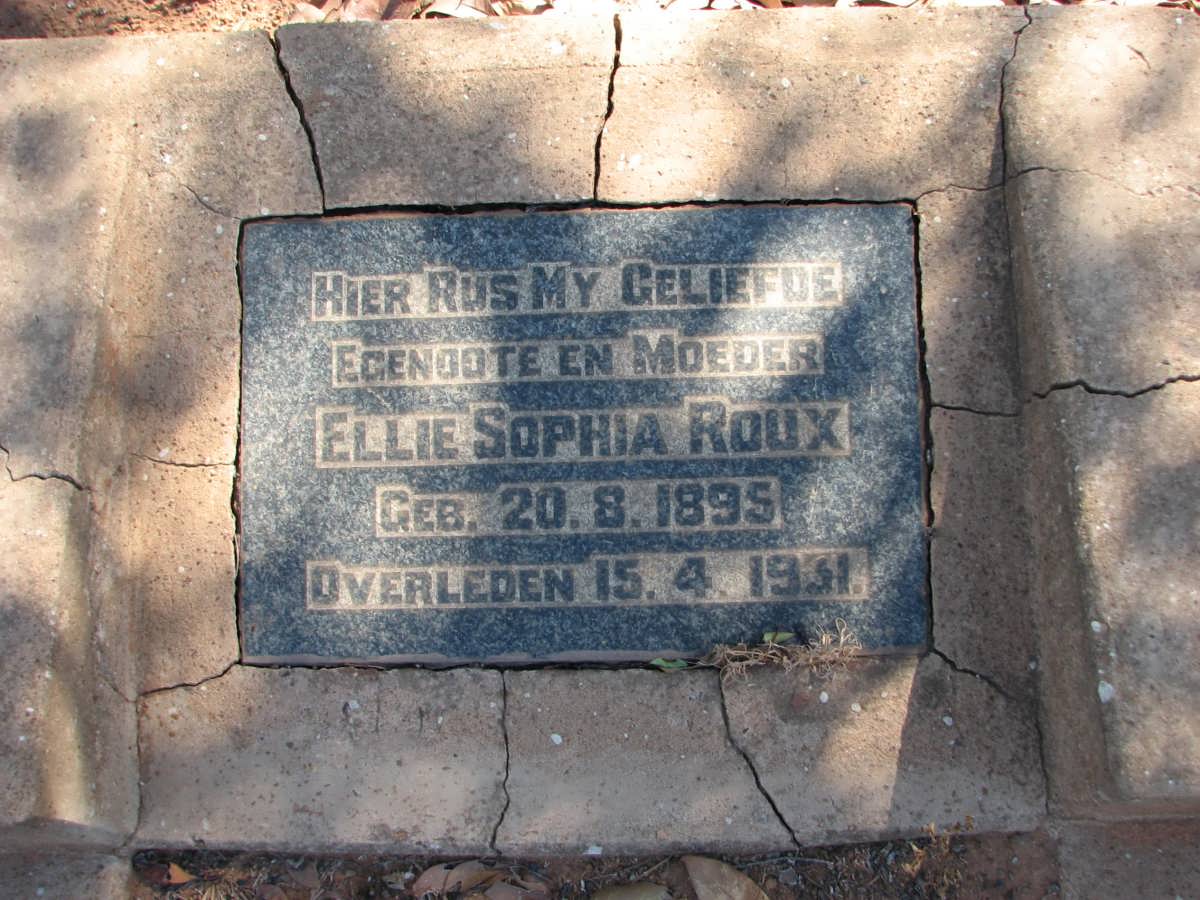 HIER RUS MY GELIEFDE
EGENOOTE EN MOEDER
ELLIE SOPHIA ROUX
GEB. 20. 8. 1895
OVERLEDEN 15. 4. 1931.